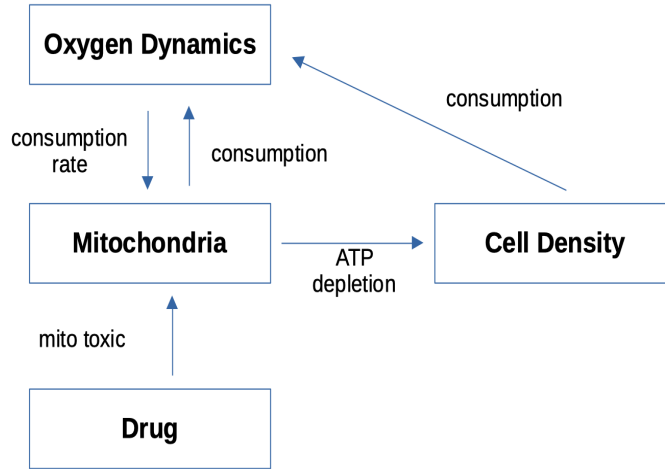 Oxygen Dynamics
consumption
consumption
rate
consumption
Mitochondria
Cell Density
ATP
depletion
mito toxic
Drug